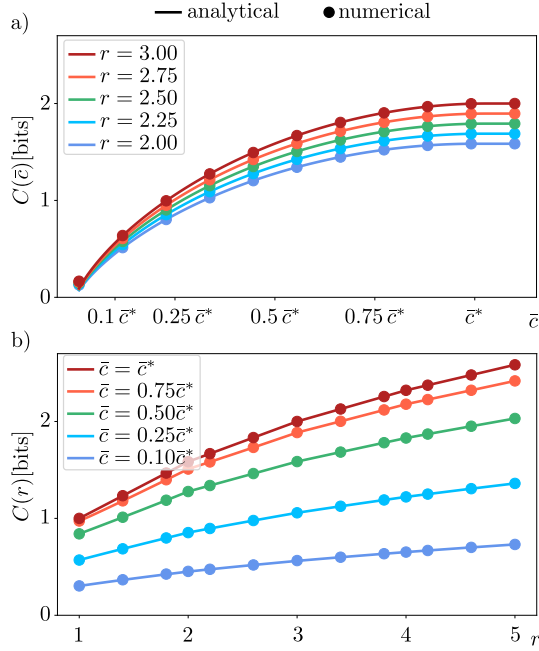 analytical numerical
a)
r = 3.00
r = 2.75
r = 2.50
r = 2.25
r = 2.00
C(c̄)[bits]
2
1
0
0.1 c̄* 0.25 c̄* 0.5 c̄* 0.75 c̄* c̄* c̄
b)
c̄ = c̄*
c̄ = 0.75c̄*
c̄ = 0.50c̄*
c̄ = 0.25c̄*
c̄ = 0.10c̄*
C(r)[bits]
2
1
0
1 2 3 4 5 r